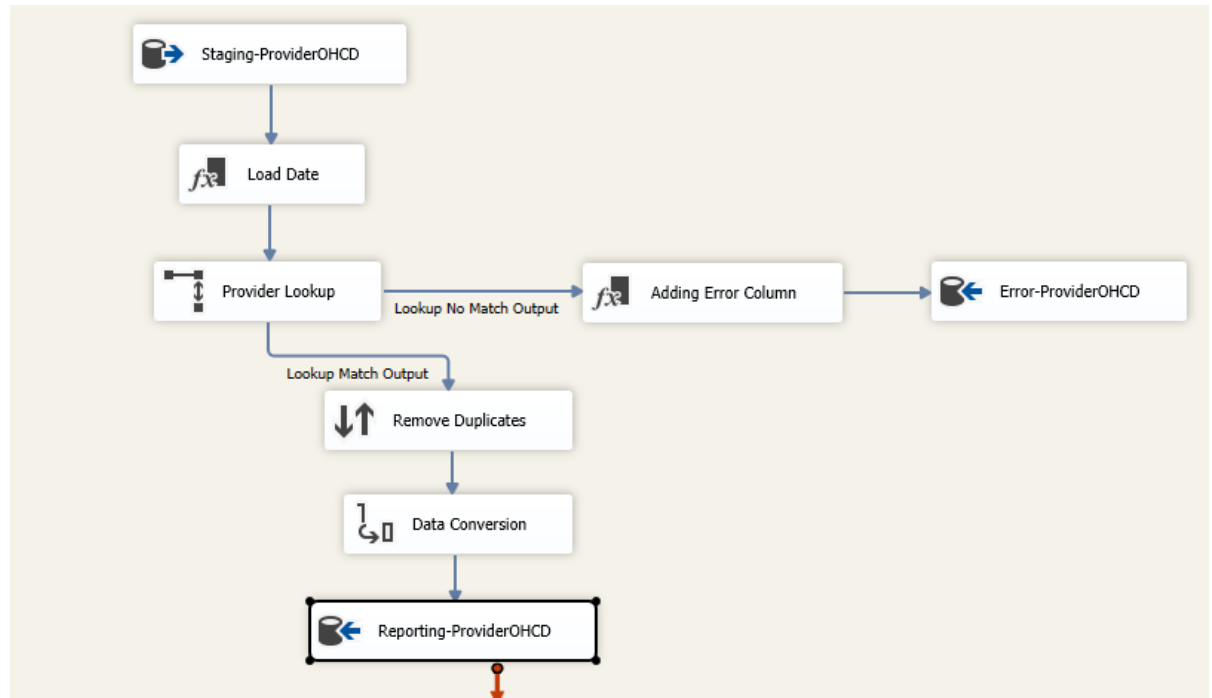 Staging-ProviderOHCD
Load Date
Provider Lookup
Lookup No Match Output
Adding Error Column
Error-ProviderOHCD
Lookup Match Output
Remove Duplicates
Data Conversion
Reporting-ProviderOHCD